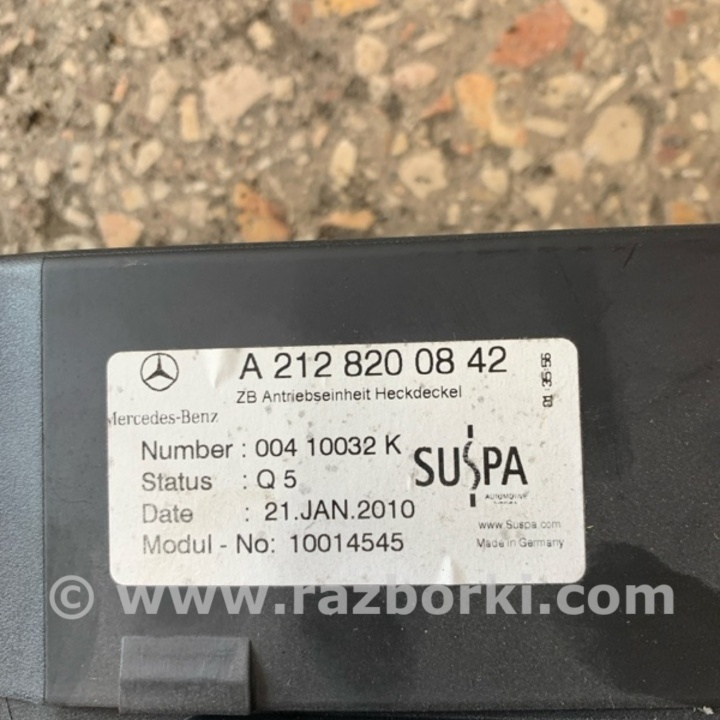 A 212 820 08 42
ZB Antriebseinheit Heckdeckel
Mercedes-Benz
Number : 004 10032 K
Status : Q 5
Date : 21.JAN.2010
Modul - No: 10014545
SUSPA
AUTOMOTIVE
www.Suspa.com
Made in Germany
© www.razborki.com